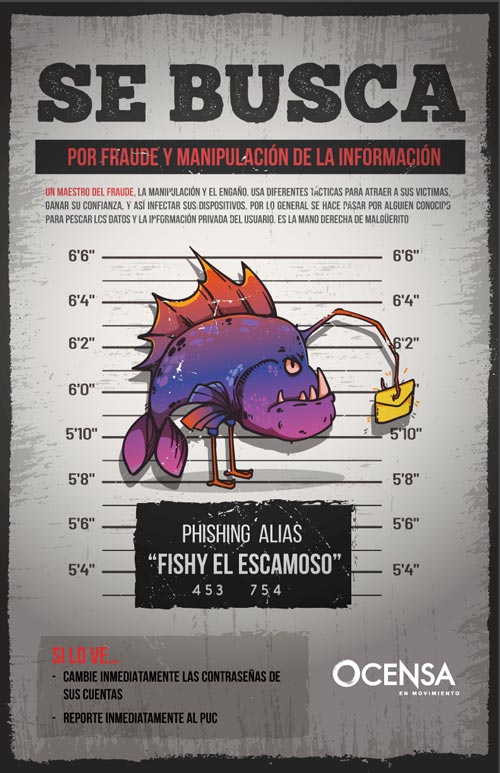 SE BUSCA
POR FRAUDE Y MANIPULACIÓN DE LA INFORMACIÓN
UN MAESTRO DEL FRAUDE, LA MANIPULACIÓN Y EL ENGAÑO. USA DIFERENTES TÁCTICAS PARA ATRAER A SUS VICTIMAS,
GANAR SU CONFIANZA, Y ASÍ INFECTAR SUS DISPOSITIVOS. POR LO GENERAL SE HACE PASAR POR ALGUIEN CONOCIDO
PARA PESCAR LOS DATOS Y LA INFORMACIÓN PRIVADA DEL USUARIO. ES LA MANO DERECHA DE MALGÜERITO
6'6" 6'6"
6'4" 6'4"
6'2" 6'2"
6'0" 6'0"
5'10" 5'10"
5'8" 5'8"
5'6" 5'6"
5'4" 5'4"
PHISHING ALIAS
"FISHY EL ESCAMOSO"
453 754
SI LO VE...
- CAMBIE INMEDIATAMENTE LAS CONTRASEÑAS DE
SUS CUENTAS
- REPORTE INMEDIATAMENTE AL PUC
OCENSA
EN MOVIMIENTO